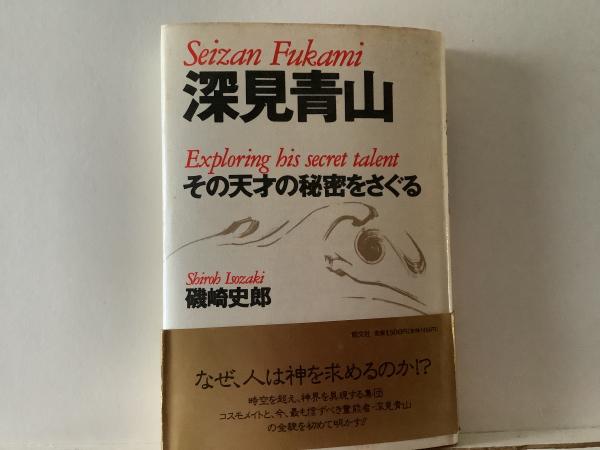 Seizan Fukami
深見青山
Exploring his secret talent
その天才の秘密をさぐる
Shiroh Isozaki
磯崎史郎
なぜ、人は神を求めるのか!?
時空を超え、神界を具現する集団
コスモメイトと、今、最も信ずべき霊能者・深見青山
の全貌を初めて明かす!!